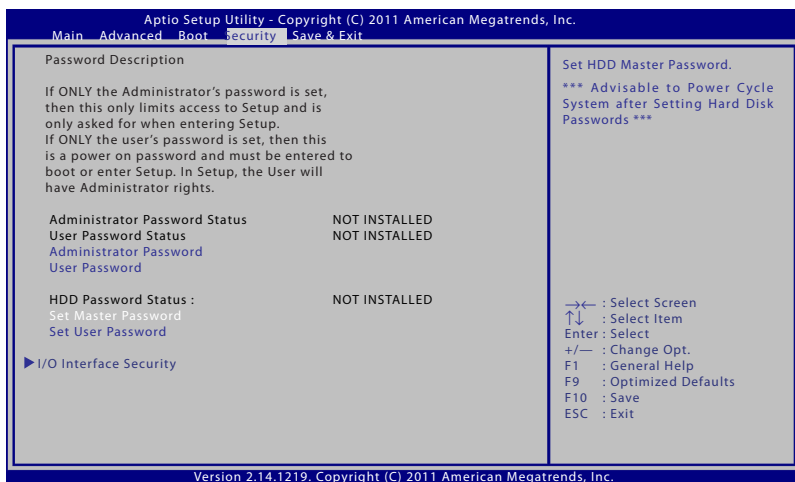 Aptio Setup Utility - Copyright (C) 2011 American Megatrends, Inc.
Main Advanced Boot Security Save & Exit
Password Description
If ONLY the Administrator's password is set,
then this only limits access to Setup and is
only asked for when entering Setup.
If ONLY the user's password is set, then this
is a power on password and must be entered to
boot or enter Setup. In Setup, the User will
have Administrator rights.
Administrator Password Status NOT INSTALLED
User Password Status NOT INSTALLED
Administrator Password
User Password
HDD Password Status : NOT INSTALLED
Set Master Password
Set User Password
I/O Interface Security
Set HDD Master Password.
*** Advisable to Power Cycle
System after Setting Hard Disk
Passwords ***
→← : Select Screen
↑↓ : Select Item
Enter : Select
+/— : Change Opt.
F1 : General Help
F9 : Optimized Defaults
F10 : Save
ESC : Exit
Version 2.14.1219. Copyright (C) 2011 American Megatrends, Inc.